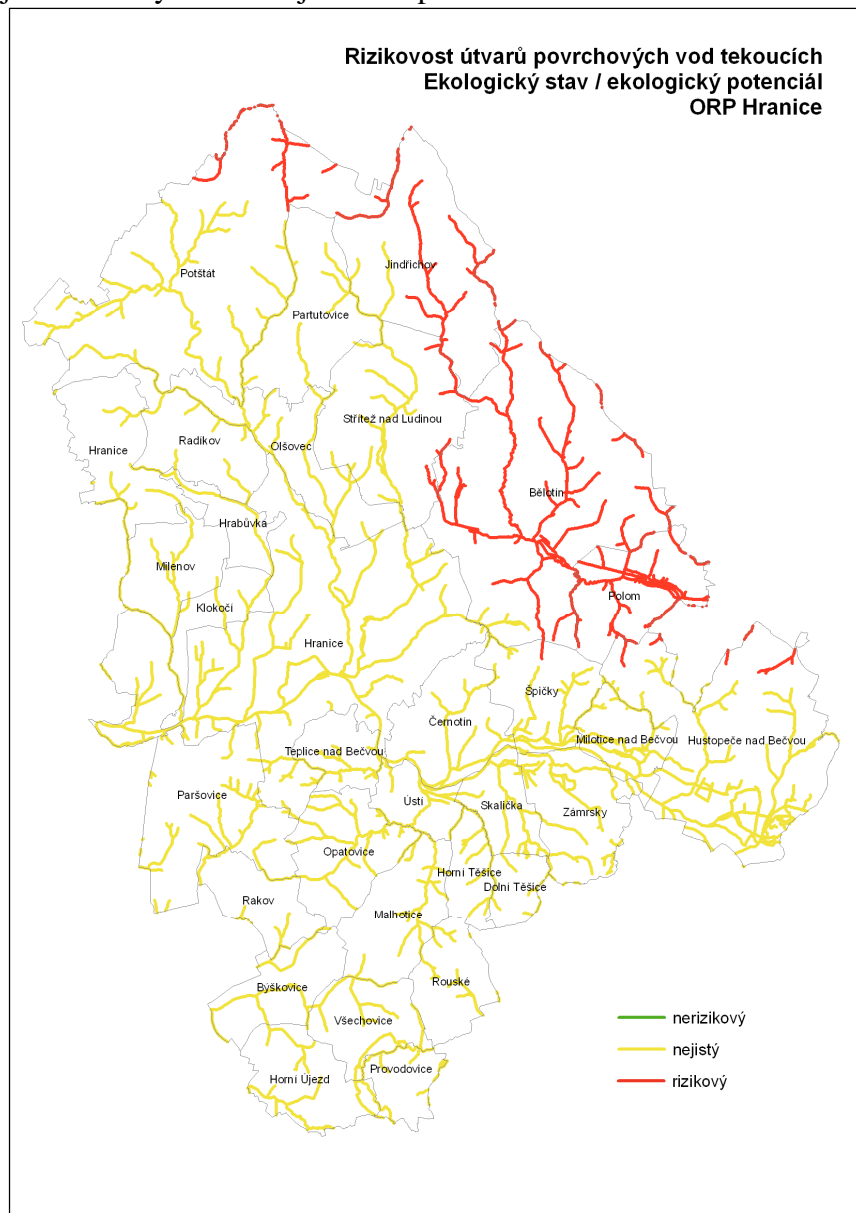 Rizikovost útvarů povrchových vod tekoucích
Ekologický stav / ekologický potenciál
ORP Hranice
Potštát
Jindřichov
Partutovice
Střítež nad Ludinou
Hranice
Radíkov
Olšovec
Bělotín
Hrabůvka
Milenov
Klokočí
Polom
Hranice
Špičky
Černotín
Milotice nad Bečvou
Hustopeče nad Bečvou
Teplice nad Bečvou
Paršovice
Ústí
Skalička
Zámrsky
Opatovice
Horní Těšice
Dolní Těšice
Rakov
Malhotice
Rouské
Býškovice
Všechovice
Provodovice
Horní Újezd
nerizikový
nejistý
rizikový